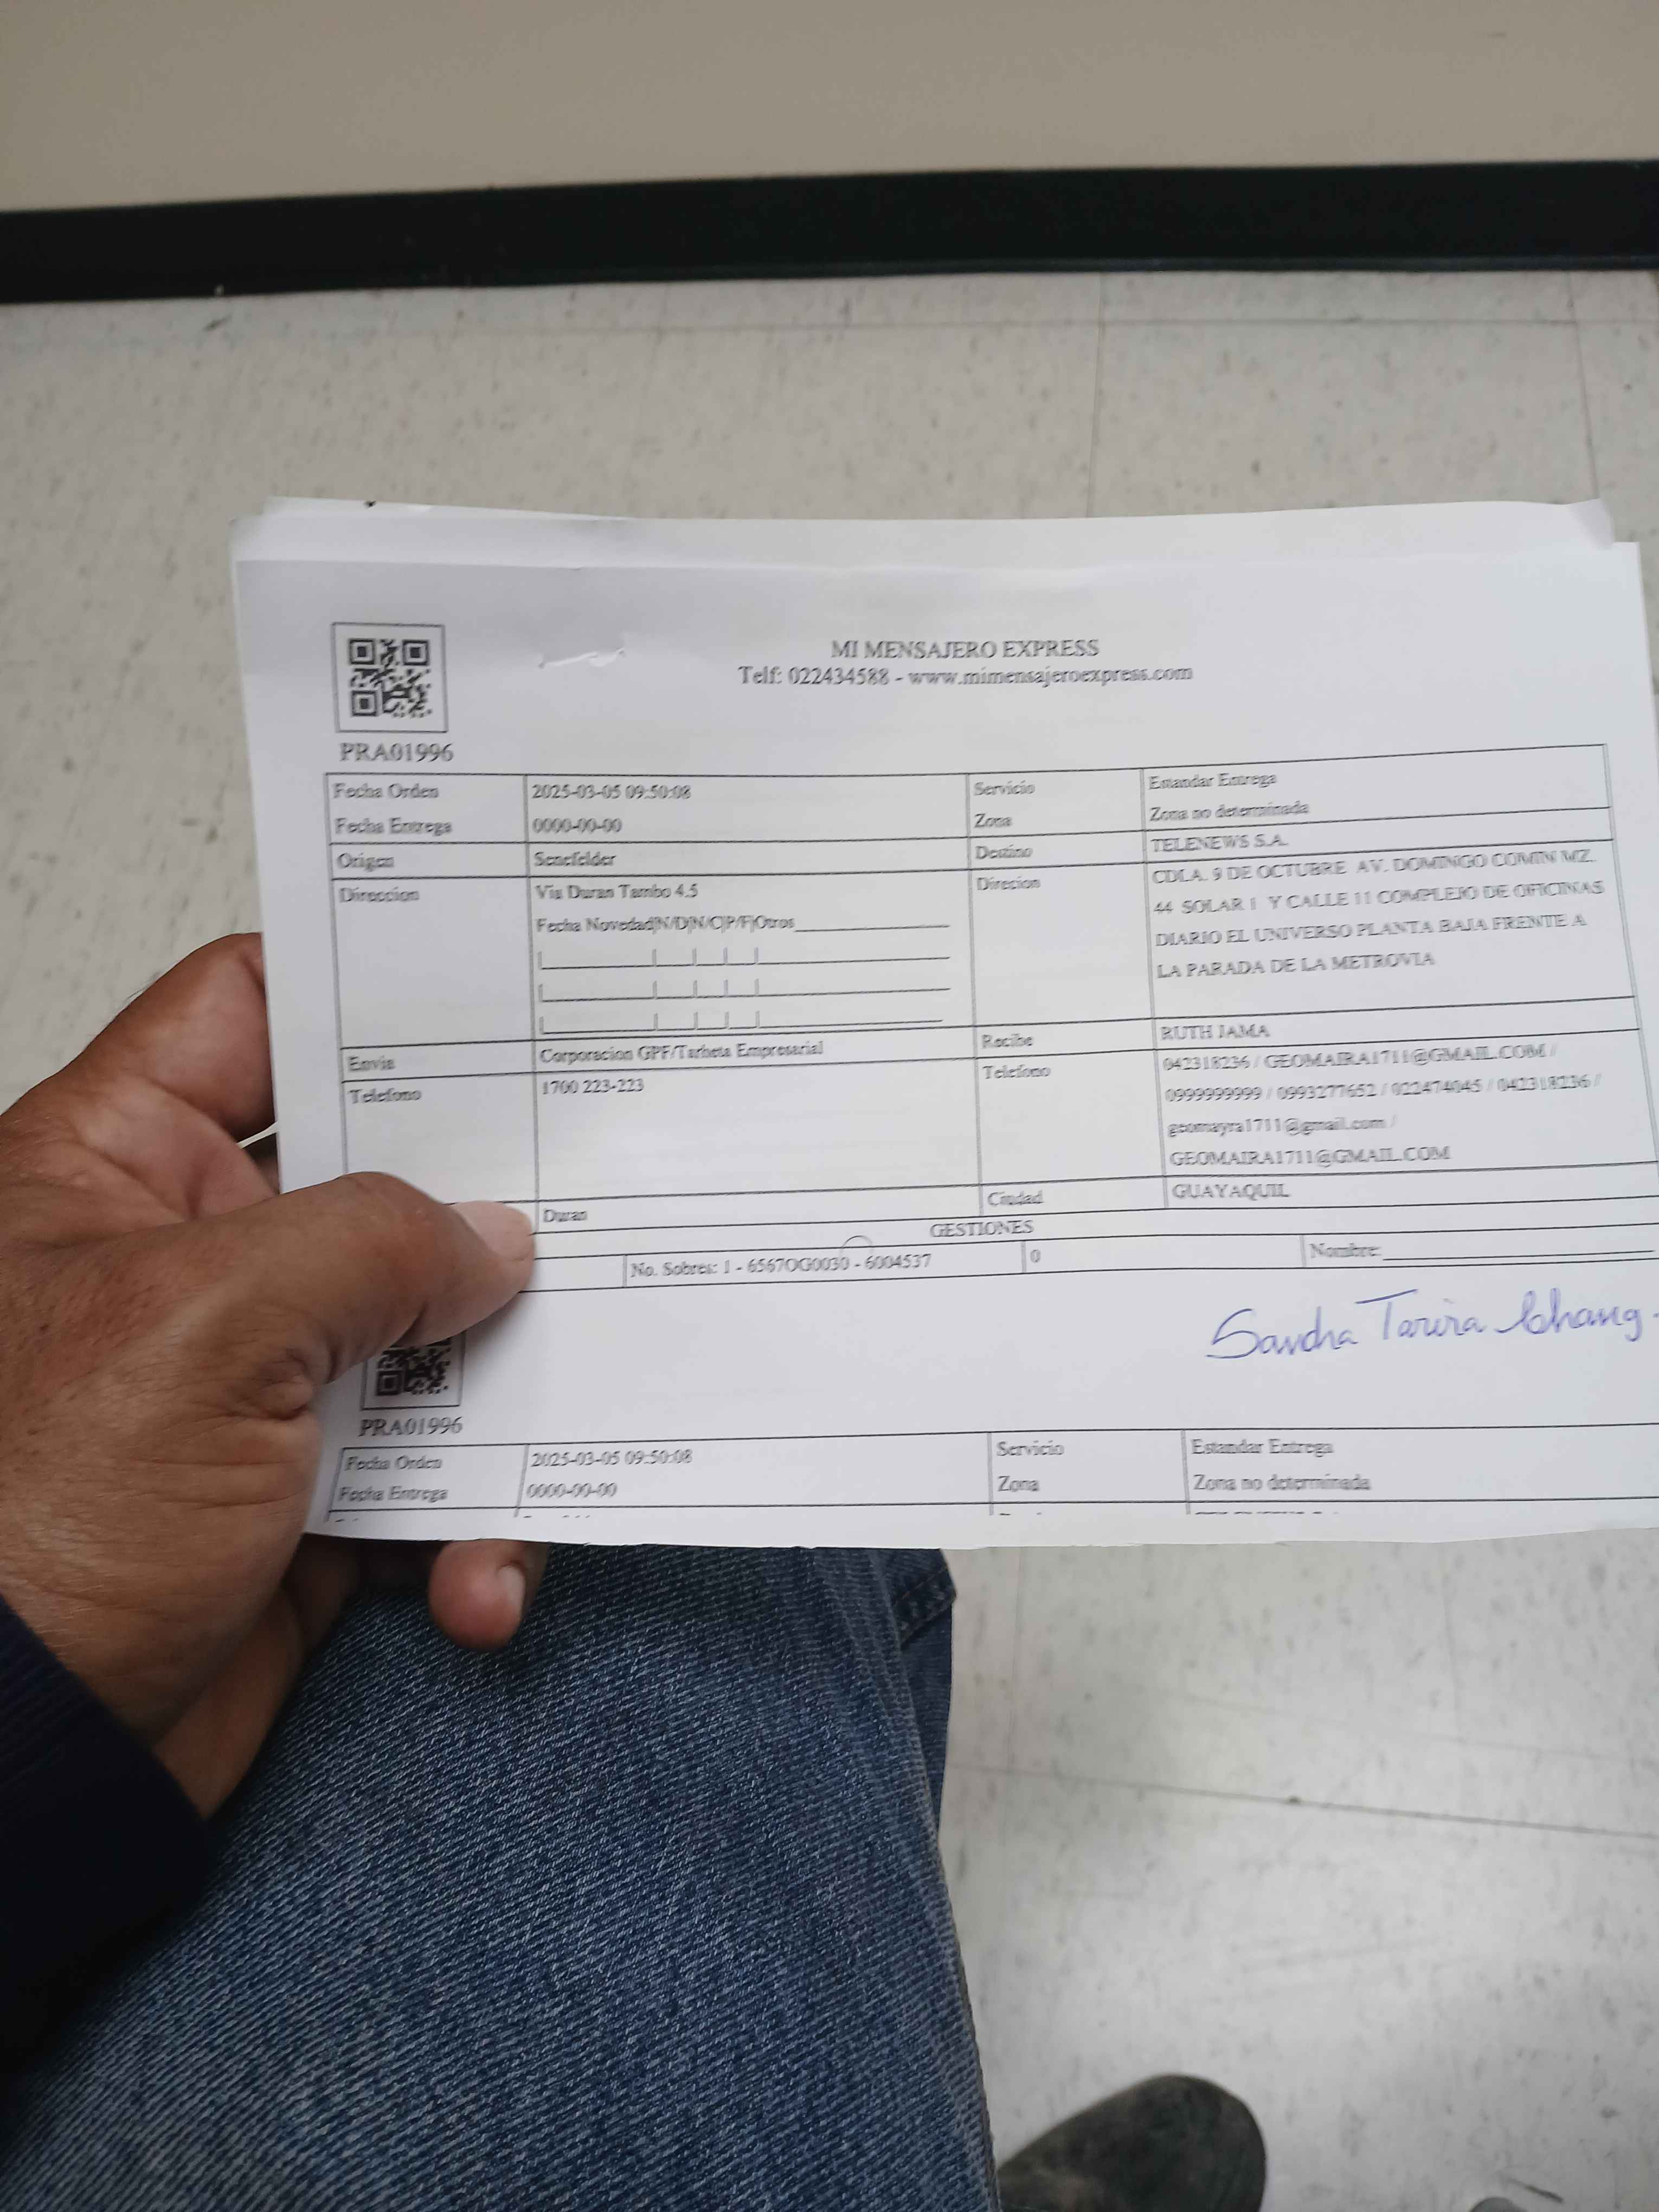 MI MENSAJERO EXPRESS
Telf: 022434588 - www.mimensajeroexpress.com
PRA01996
Fecha Orden 2025-03-05 09:50:08 Servicio Estandar Entrega
Fecha Entrega 0000-00-00 Zona Zona no determinada
Origen Senefelder Destino TELENEWS S.A.
Direccion Via Duran Tambo 4.5 Direcion CDLA. 9 DE OCTUBRE AV. DOMINGO COMIN MZ.
44 SOLAR 1 Y CALLE 11 COMPLEJO DE OFICINAS
Fecha Novedad|N/D|N/C|P/F|Otros
DIARIO EL UNIVERSO PLANTA BAJA FRENTE A
LA PARADA DE LA METROVIA
Envia Corporacion GPF/Tarheta Empresarial Recibe RUTH JAMA
Telefono 1700 223-223 Telefono 042318236 / GEOMAIRA1711@GMAIL.COM /
0999999999 / 0993277652 / 022474045 / 042318236 /
geomayra1711@gmail.com /
GEOMAIRA1711@GMAIL.COM
Duran Ciudad GUAYAQUIL
GESTIONES
No. Sobres: 1 - 6567OG0030 - 6004537 0 Nombre:
Sandra Tarira Chang.
PRA01996
Fecha Orden 2025-03-05 09:50:08 Servicio Estandar Entrega
Fecha Entrega 0000-00-00 Zona Zona no determinada